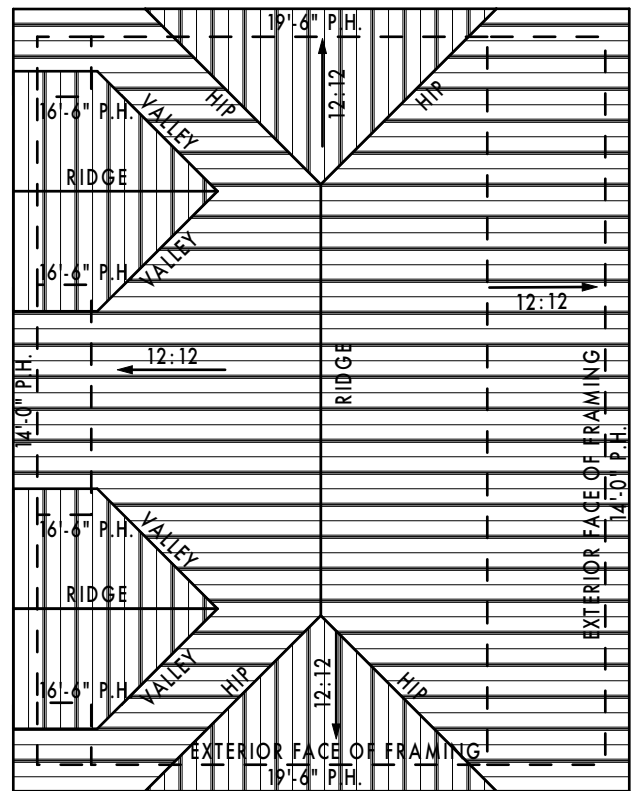 19'-6" P.H.
HIP
12:12
HIP
16'-6" P.H.
VALLEY
RIDGE
16'-6" P.H.
VALLEY
12:12
12:12
RIDGE
14'-0" P.H.
EXTERIOR FACE OF FRAMING
14'-0" P.H.
16'-6" P.H.
VALLEY
RIDGE
16'-6" P.H.
VALLEY
HIP
12:12
HIP
EXTERIOR FACE OF FRAMING
19'-6" P.H.